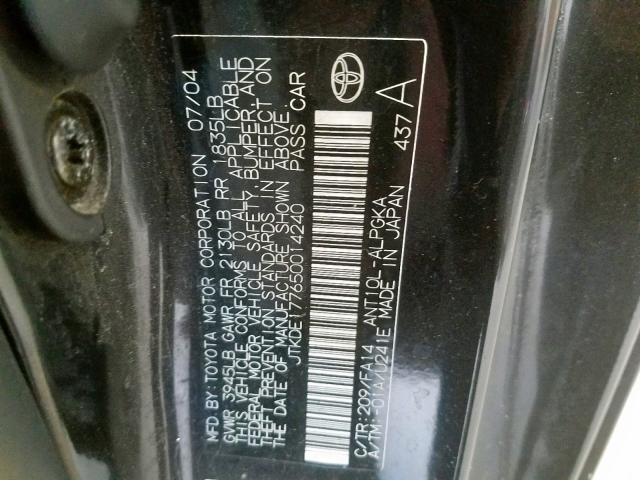 MFD.BY:TOYOTA MOTOR CORPORATION 07/04
GVWR 3945LB GAWR FR 2130LB RR 1835LB
THIS VEHICLE CONFORMS TO ALL APPLICABLE
FEDERAL MOTOR VEHICLE SAFETY, BUMPER, AND
THEFT PREVENTION STANDARDS IN EFFECT ON
THE DATE OF MANUFACTURE SHOWN ABOVE.
JTKDE177650014240 PASS CAR
C/TR:209/FA14 ANT10L-ALPGKA
A/TM:-01A/U241E MADE IN JAPAN
437 A